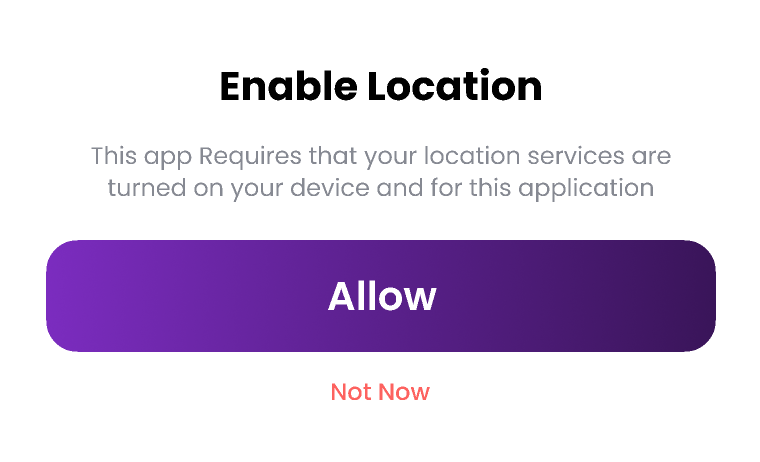 Enable Location
This app Requires that your location services are
turned on your device and for this application
Allow
Not Now